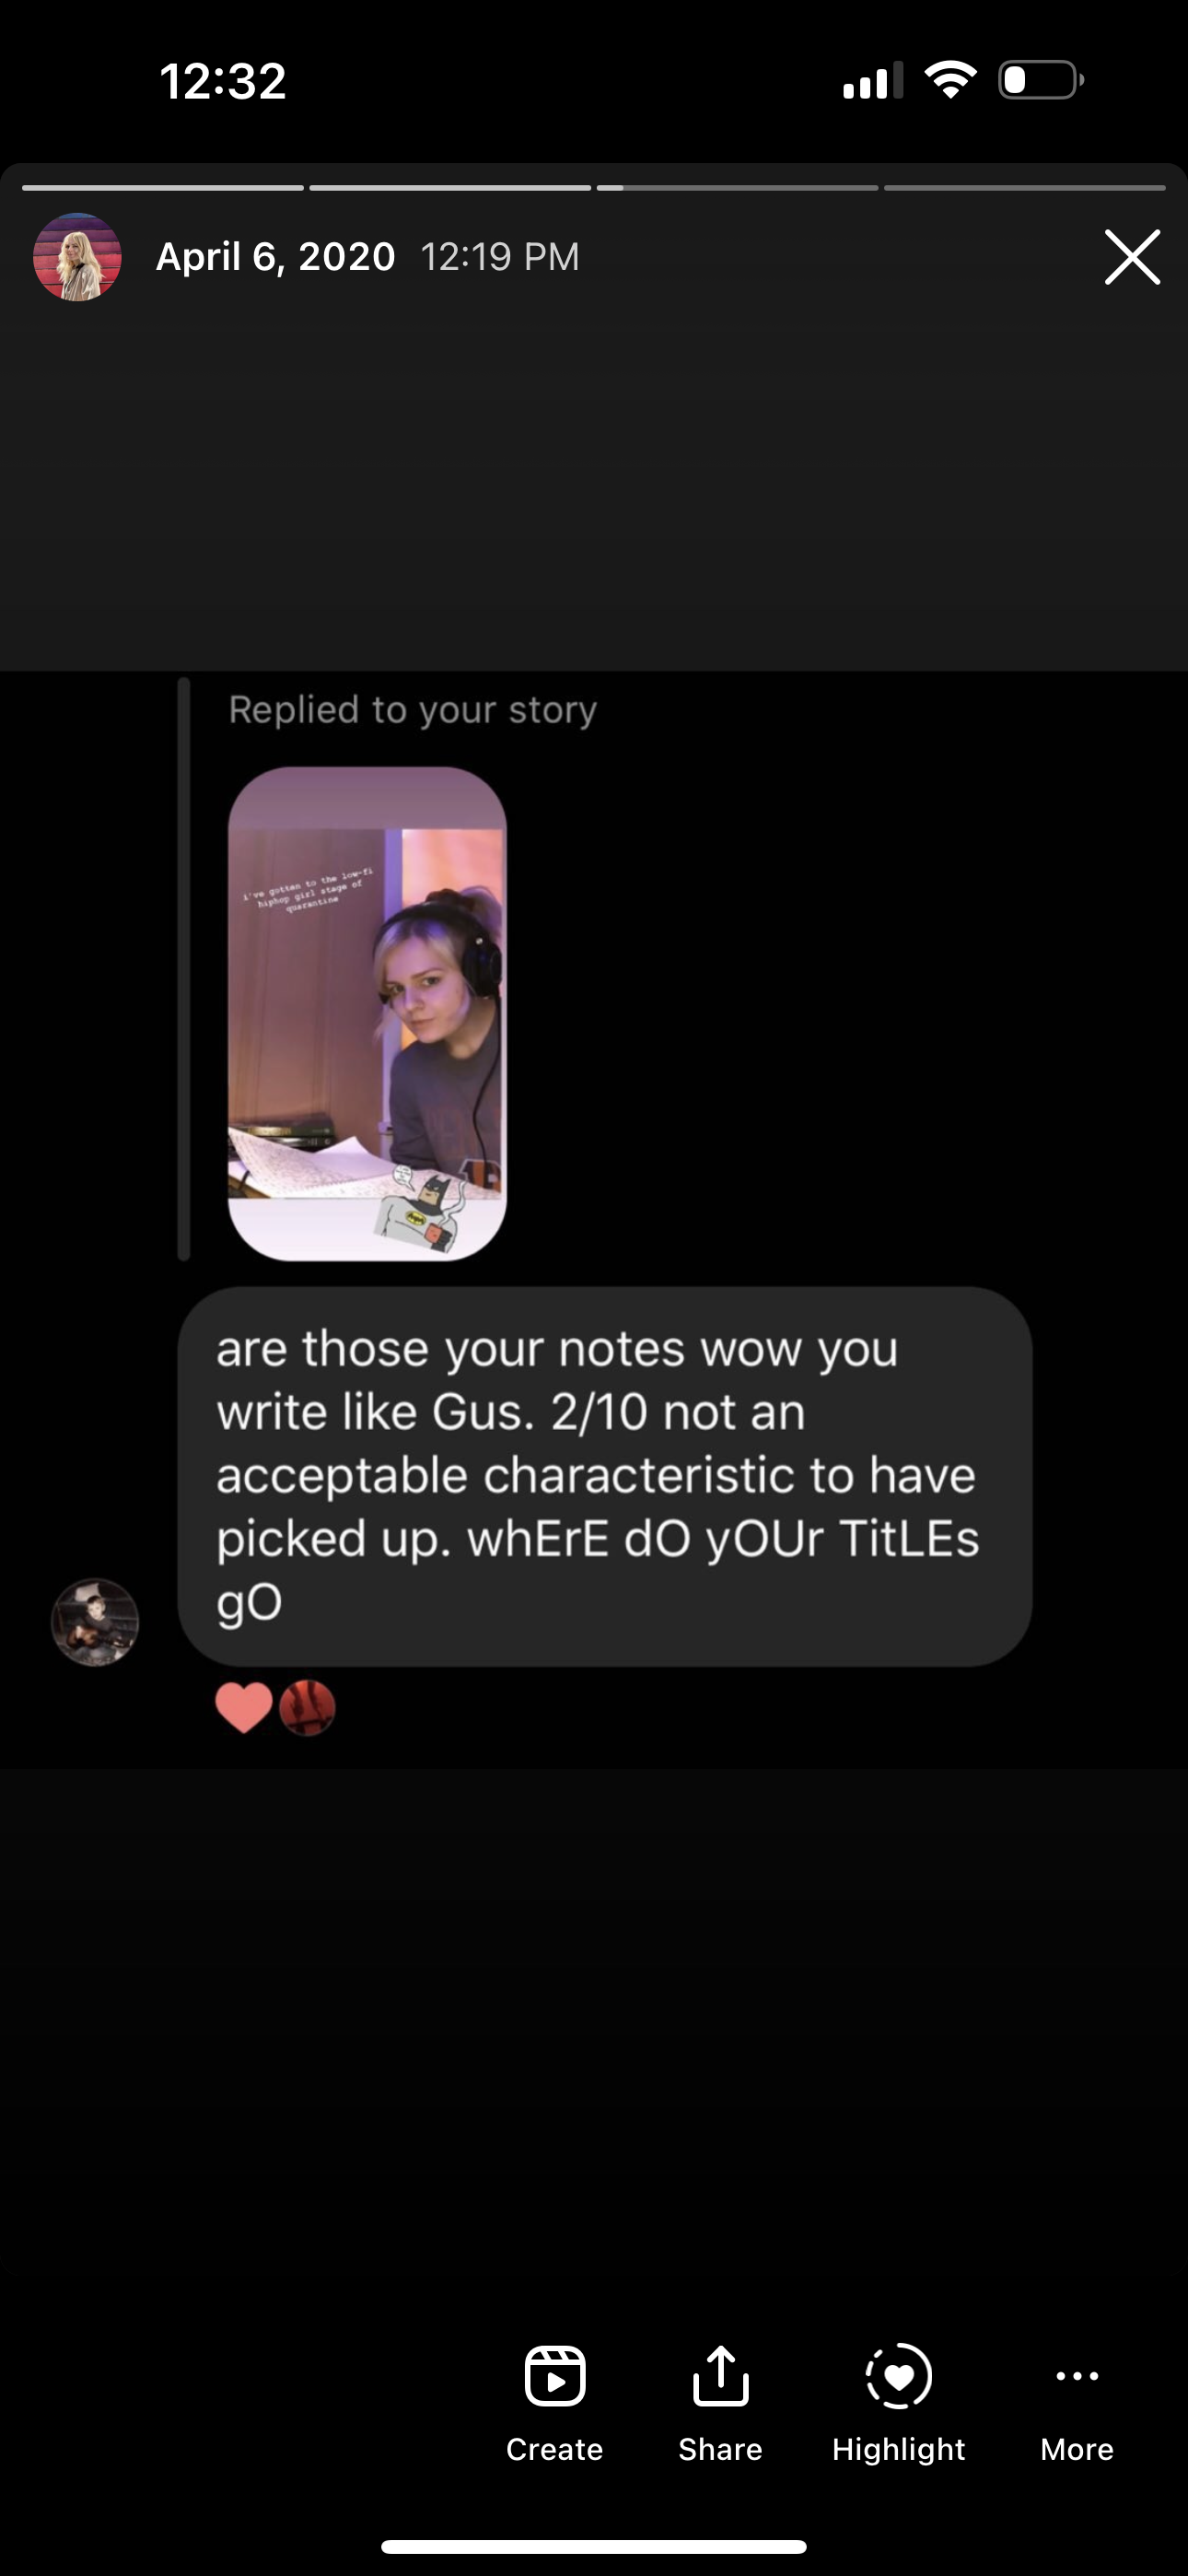 12:32
April 6, 2020 12:19 PM
Replied to your story
i've gotten to the low-fi
hiphop girl stage of
quarantine
are those your notes wow you
write like Gus. 2/10 not an
acceptable characteristic to have
picked up. whErE dO yOUr TitLEs
gO
Create Share Highlight More